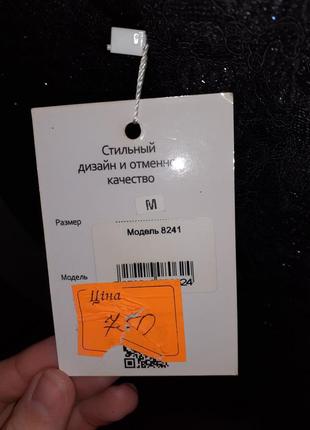 Стильный
дизайн и отменное
качество
Размер
M
Модель 8241
Модель
24
Ціна
750